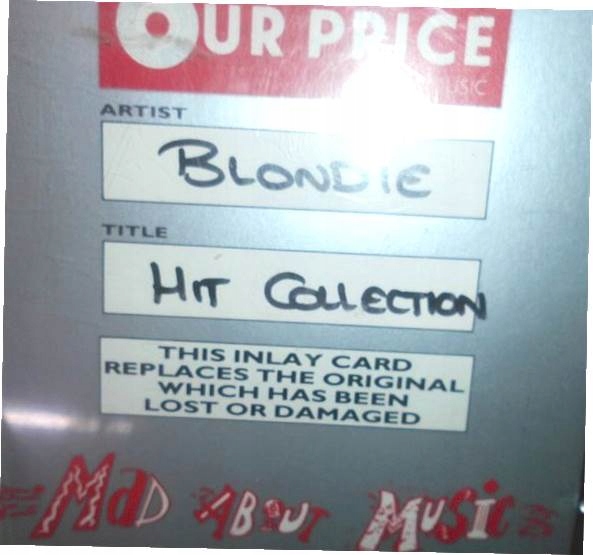 OUR PRICE
MUSIC
ARTIST
BLONDIE
TITLE
HIT COLLECTION
THIS INLAY CARD
REPLACES THE ORIGINAL
WHICH HAS BEEN
LOST OR DAMAGED
MAD ABOUT MUSIC